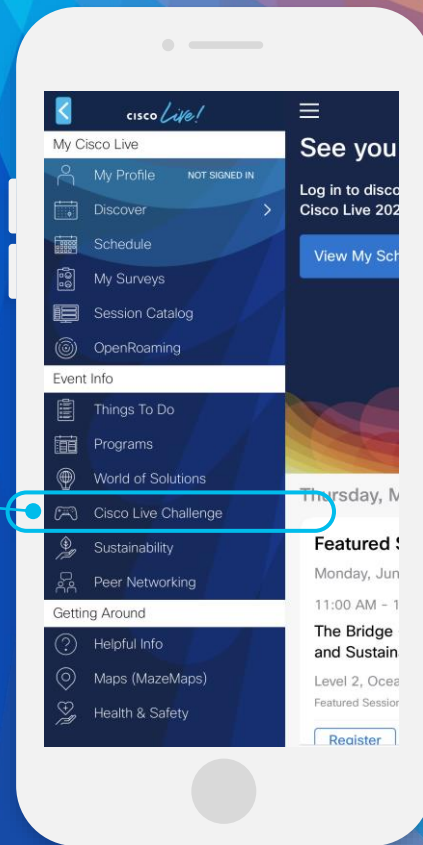 CISCO Live!
My Cisco Live
My Profile NOT SIGNED IN
Discover
Schedule
My Surveys
Session Catalog
OpenRoaming
Event Info
Things To Do
Programs
World of Solutions
Cisco Live Challenge
Sustainability
Peer Networking
Getting Around
Helpful Info
Maps (MazeMaps)
Health & Safety
See you
Log in to disco
Cisco Live 202
View My Sch
Thursday, M
Featured S
Monday, Jun
11:00 AM - 1
The Bridge
and Sustain
Level 2, Ocea
Featured Session
Register